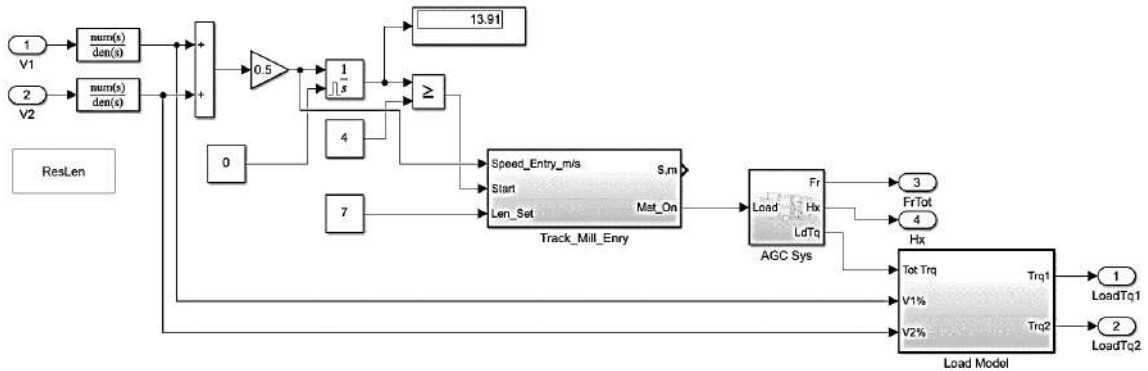 13.91
1
V1
num(s)
den(s)
+
+
0.5
1
s
≥
2
V2
num(s)
den(s)
4
0
ResLen
7
Speed_Entry_m/s
Start
Len_Set
S,m
Mat_On
Track_Mill_Enry
Load
Fr
Hx
LdTq
AGC Sys
3
FrTot
4
Hx
Tot Trq
V1%
V2%
Trq1
Trq2
Load Model
1
LoadTq1
2
LoadTq2